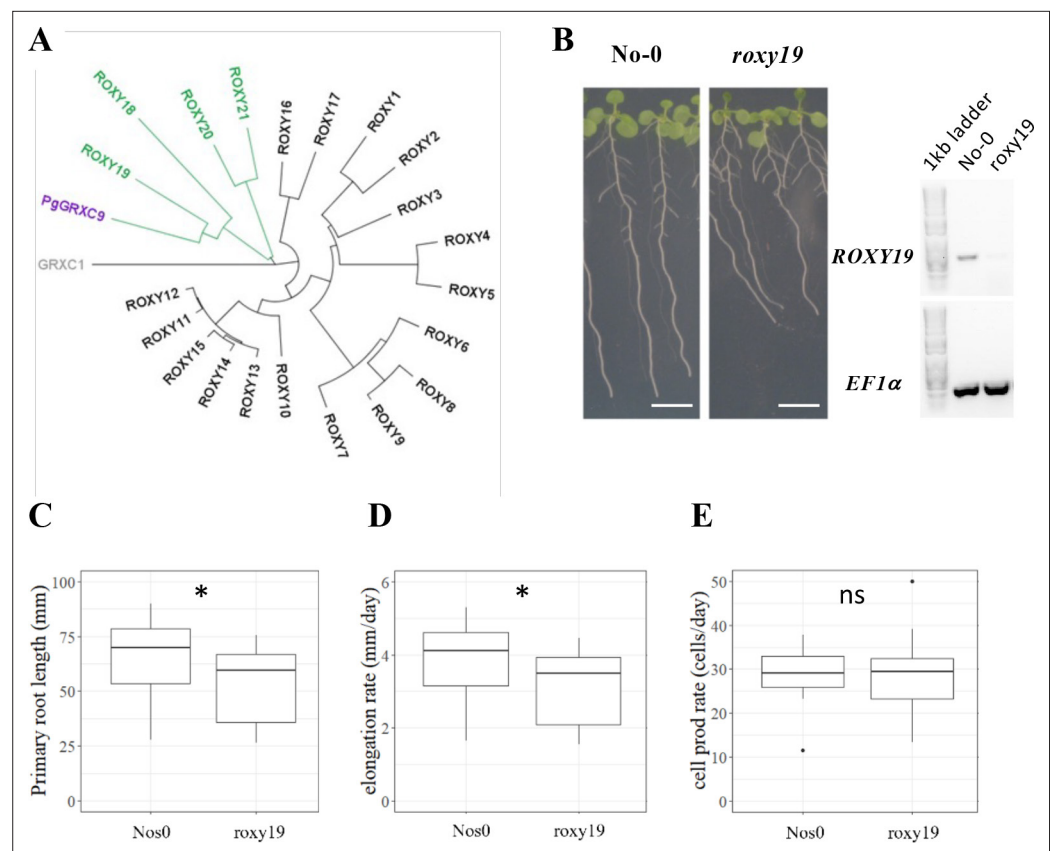 A
ROXY18
ROXY20
ROXY21
ROXY16
ROXY17
ROXY1
ROXY2
ROXY3
ROXY4
ROXY5
ROXY6
ROXY8
ROXY9
ROXY7
ROXY10
ROXY13
ROXY14
ROXY15
ROXY11
ROXY12
GRXC1
PgGRXC9
ROXY19
B
No-0
roxy19
1kb ladder
No-0
roxy19
ROXY19
EF1α
C
Primary root length (mm)
100
75
50
25
0
*
Nos0
roxy19
D
elongation rate (mm/day)
6
4
2
0
*
Nos0
roxy19
E
cell prod rate (cells/day)
50
40
30
20
10
0
ns
Nos0
roxy19